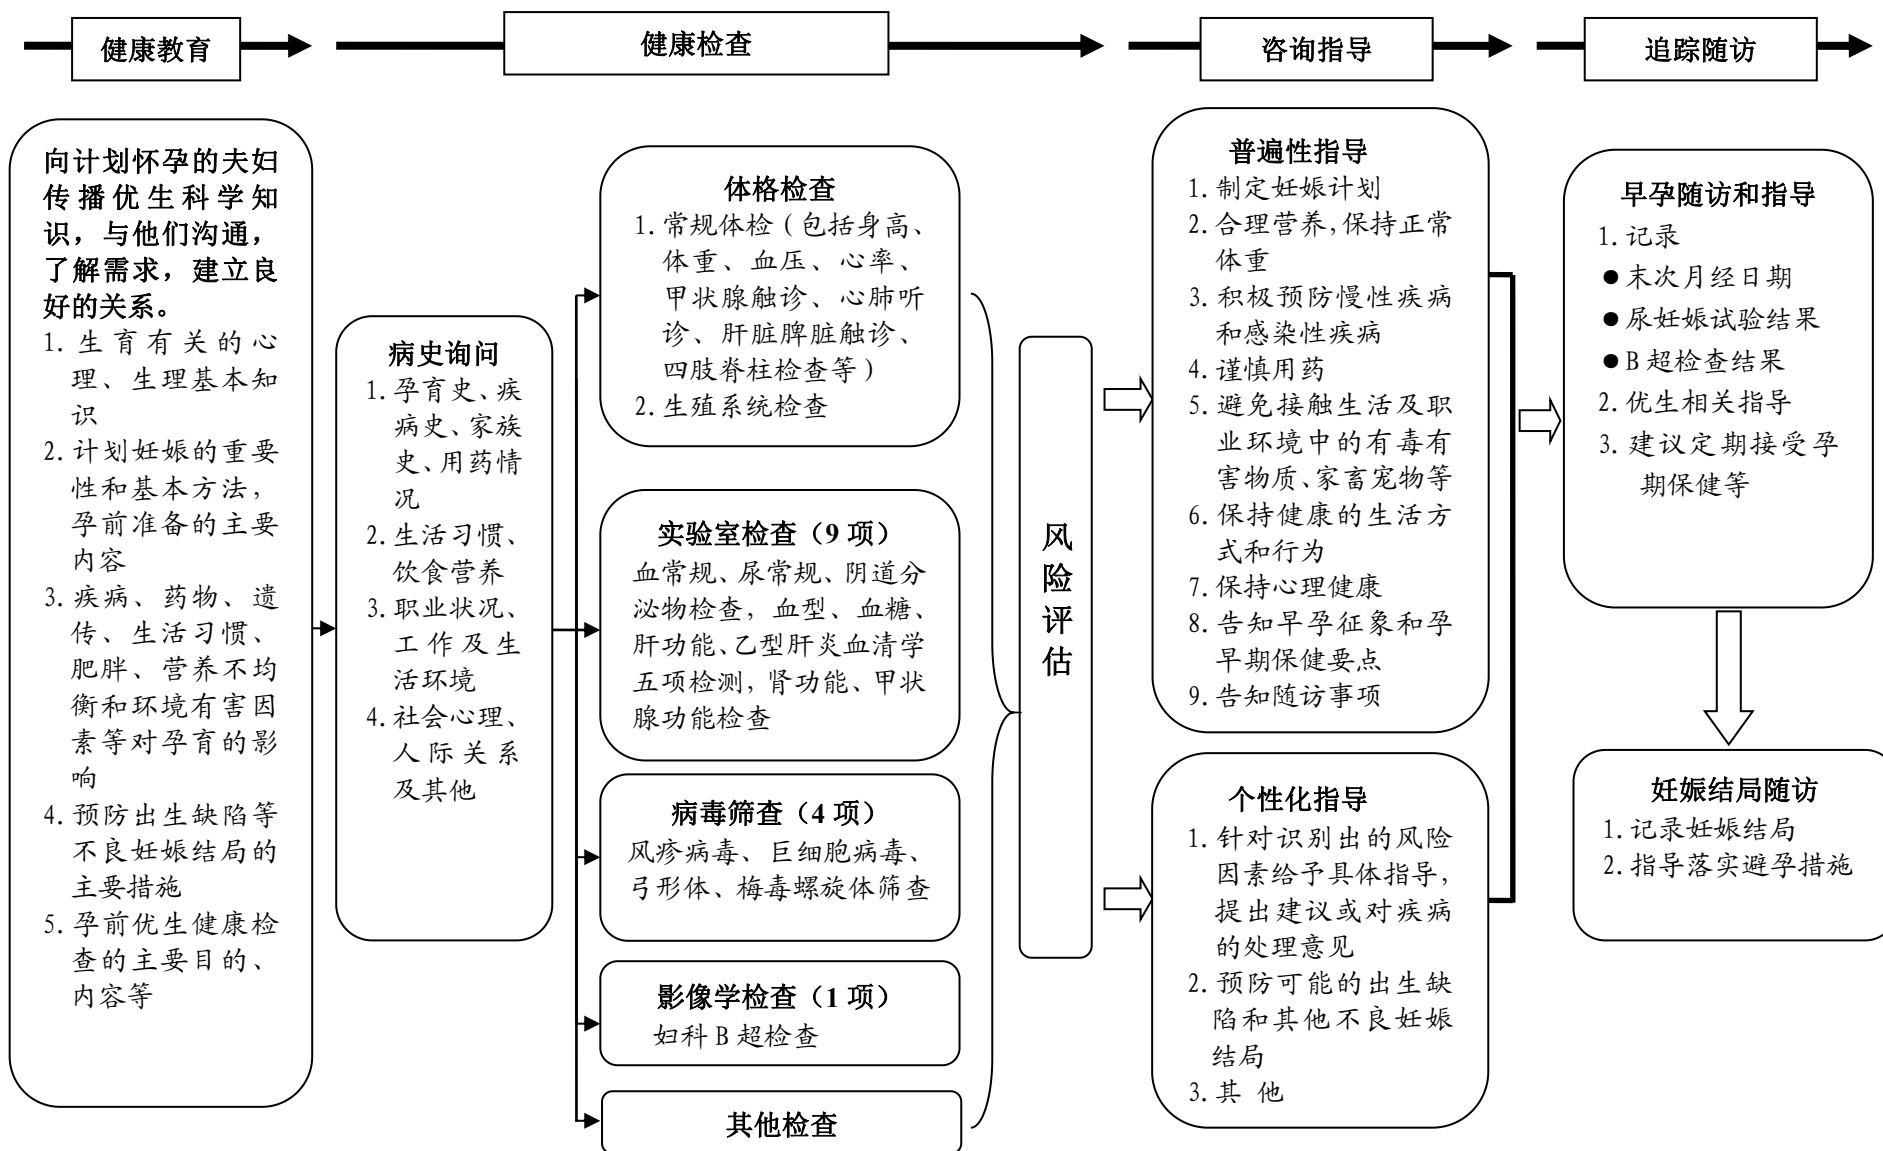 健康教育
健康检查
咨询指导
追踪随访
向计划怀孕的夫妇
传播优生科学知
识，与他们沟通，
了解需求，建立良
好的关系。
1. 生育有关的心
理、生理基本知
识
2. 计划妊娠的重要
性和基本方法，
孕前准备的主要
内容
3. 疾病、药物、遗
传、生活习惯、
肥胖、营养不均
衡和环境有害因
素等对孕育的影
响
4. 预防出生缺陷等
不良妊娠结局的
主要措施
5. 孕前优生健康检
查的主要目的、
内容等
病史询问
1. 孕育史、疾
病史、家族
史、用药情
况
2. 生活习惯、
饮食营养
3. 职业状况、
工作及生
活环境
4. 社会心理、
人际关系
及其他
体格检查
1. 常规体检（包括身高、
体重、血压、心率、
甲状腺触诊、心肺听
诊、肝脏脾脏触诊、
四肢脊柱检查等）
2. 生殖系统检查
实验室检查（9 项）
血常规、尿常规、阴道分
泌物检查，血型、血糖、
肝功能、乙型肝炎血清学
五项检测，肾功能、甲状
腺功能检查
病毒筛查（4 项）
风疹病毒、巨细胞病毒、
弓形体、梅毒螺旋体筛查
影像学检查（1 项）
妇科 B 超检查
其他检查
风
险
评
估
普遍性指导
1. 制定妊娠计划
2. 合理营养，保持正常
体重
3. 积极预防慢性疾病
和感染性疾病
4. 谨慎用药
5. 避免接触生活及职
业环境中的有毒有
害物质、家畜宠物等
6. 保持健康的生活方
式和行为
7. 保持心理健康
8. 告知早孕征象和孕
早期保健要点
9. 告知随访事项
个性化指导
1. 针对识别出的风险
因素给予具体指导，
提出建议或对疾病
的处理意见
2. 预防可能的出生缺
陷和其他不良妊娠
结局
3. 其 他
早孕随访和指导
1. 记录
●末次月经日期
●尿妊娠试验结果
●B 超检查结果
2. 优生相关指导
3. 建议定期接受孕
期保健等
妊娠结局随访
1. 记录妊娠结局
2. 指导落实避孕措施